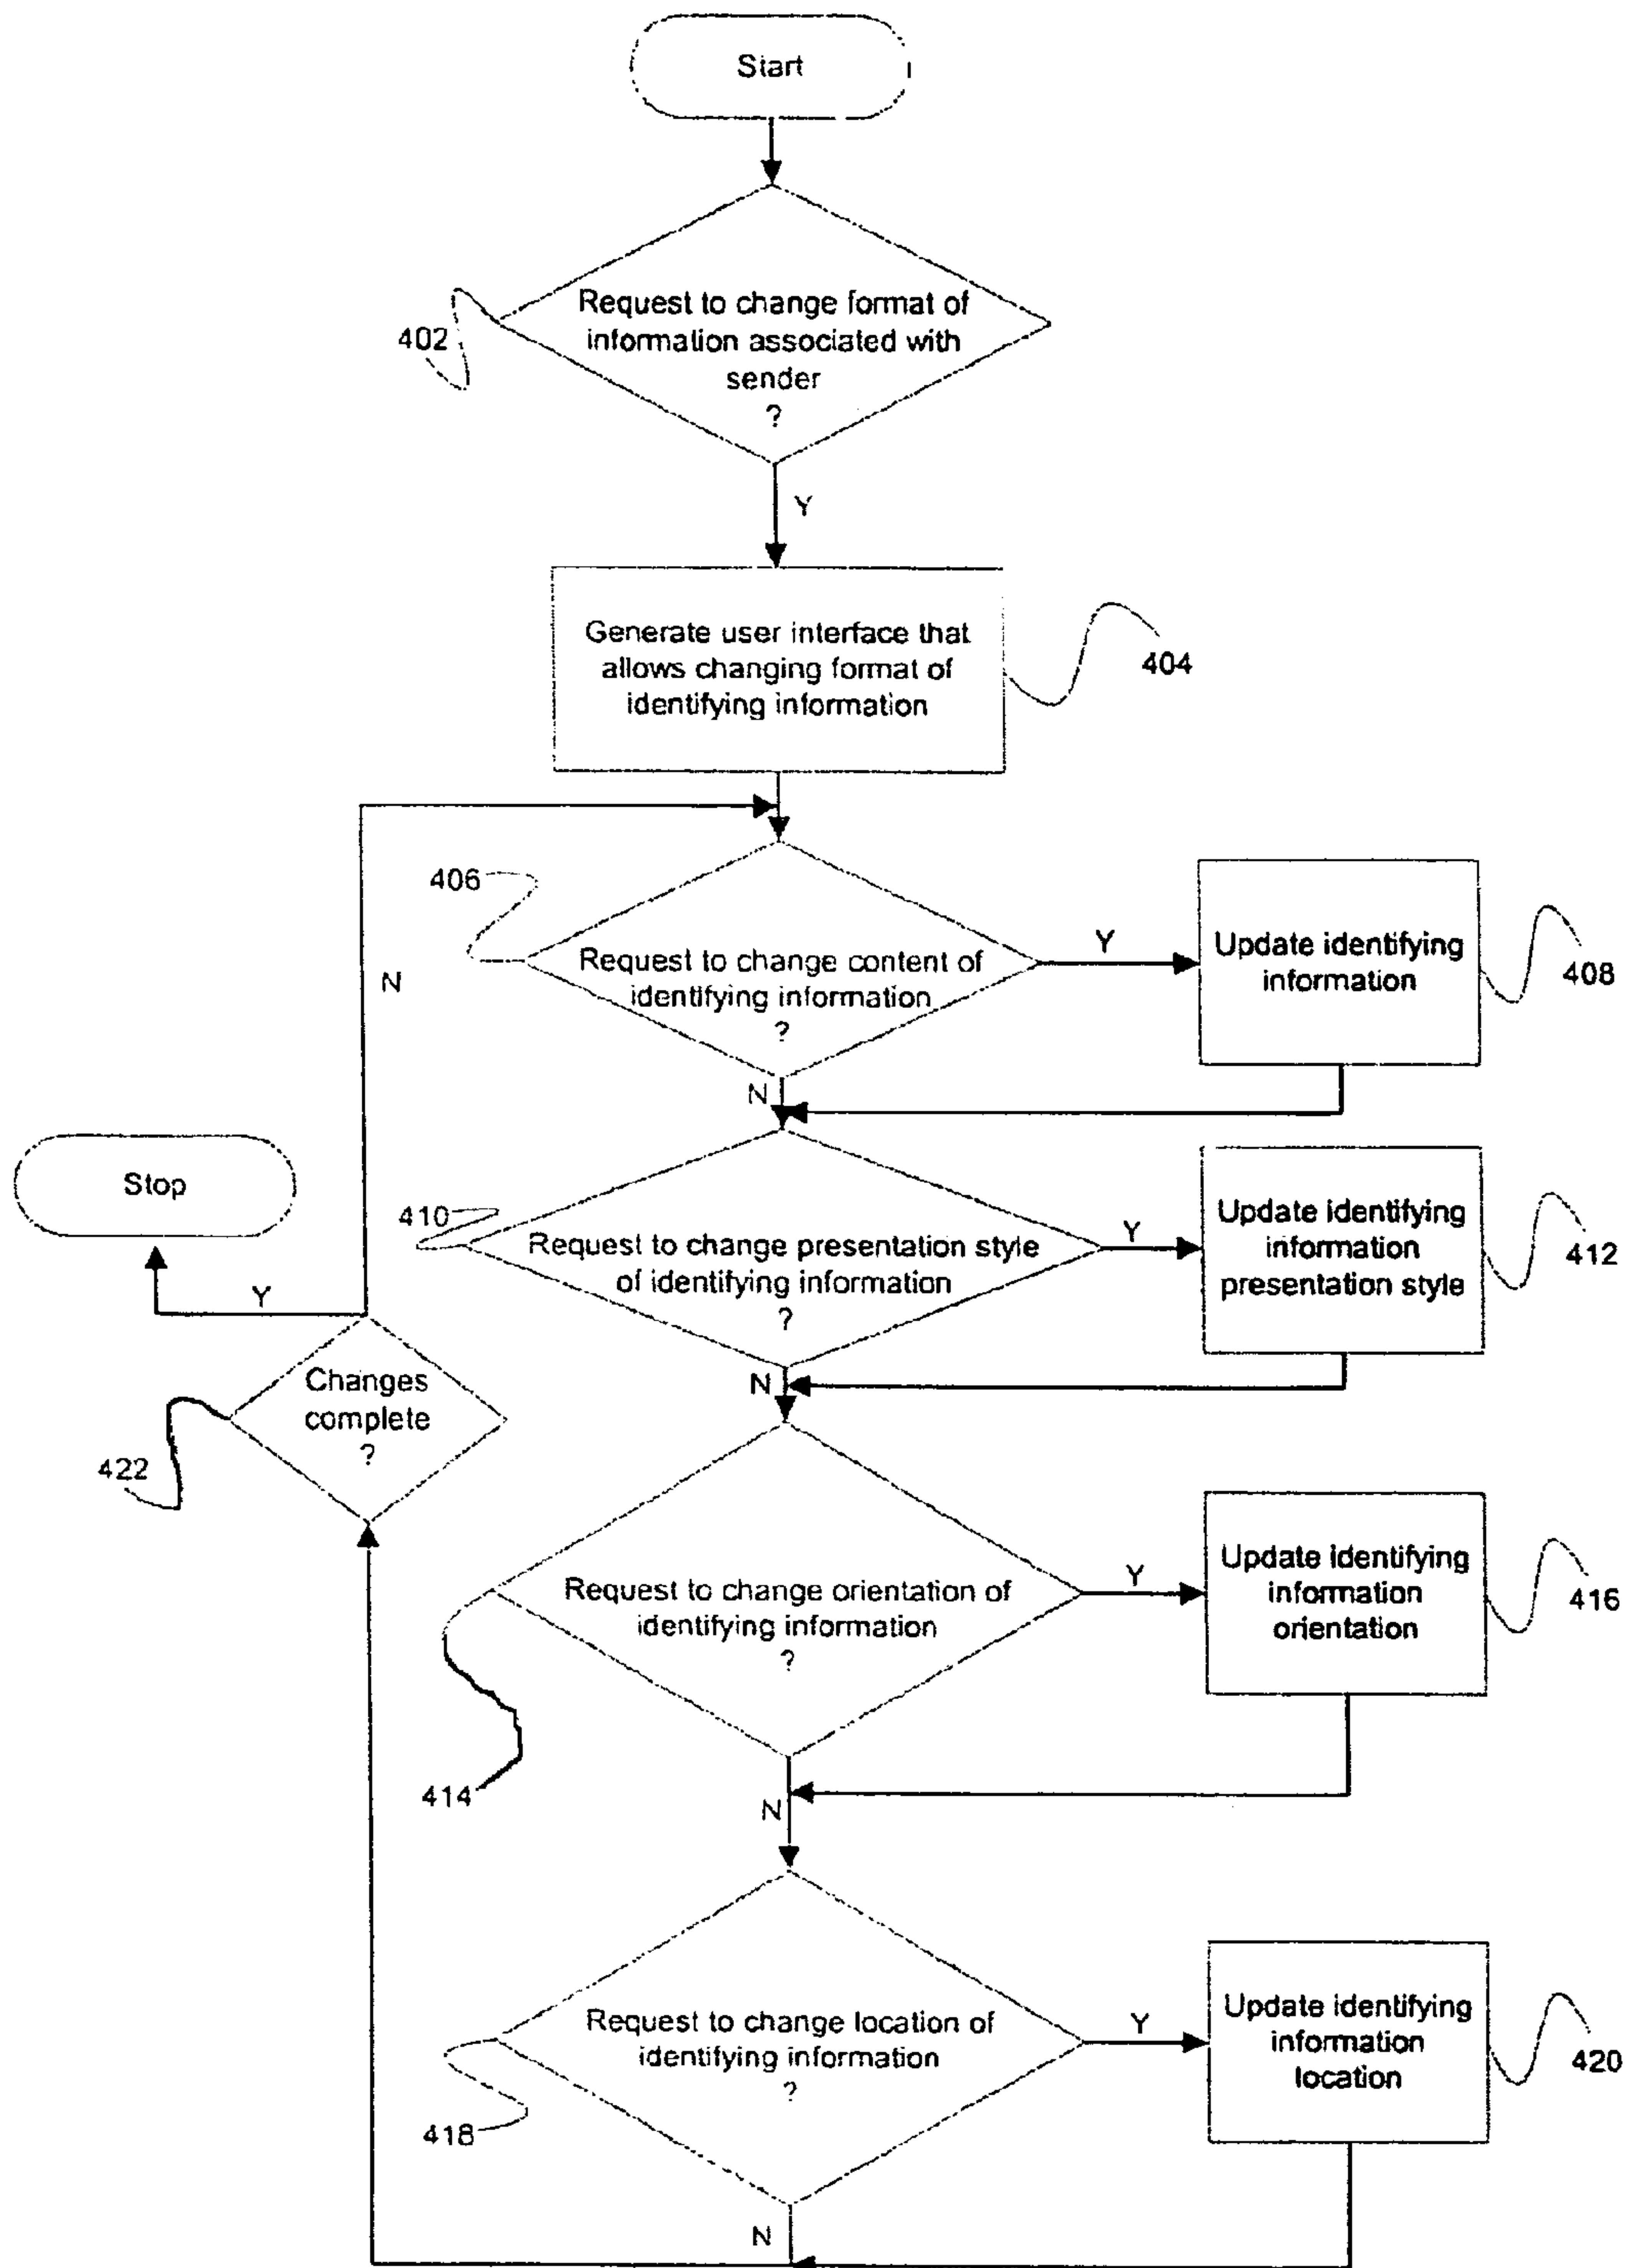 Start
Request to change format of
information associated with
sender
?
402
Y
Generate user interface that
allows changing format of
identifying information
404
406
Request to change content of
identifying information
?
Y
Update identifying
information
408
N
N
Stop
410
Request to change presentation style
of identifying information
?
Y
Update identifying
information
presentation style
412
Y
N
Changes
complete
?
422
Request to change orientation of
identifying information
?
Y
Update identifying
information
orientation
416
414
N
Request to change location of
identifying information
?
Y
Update identifying
information
location
420
418
N